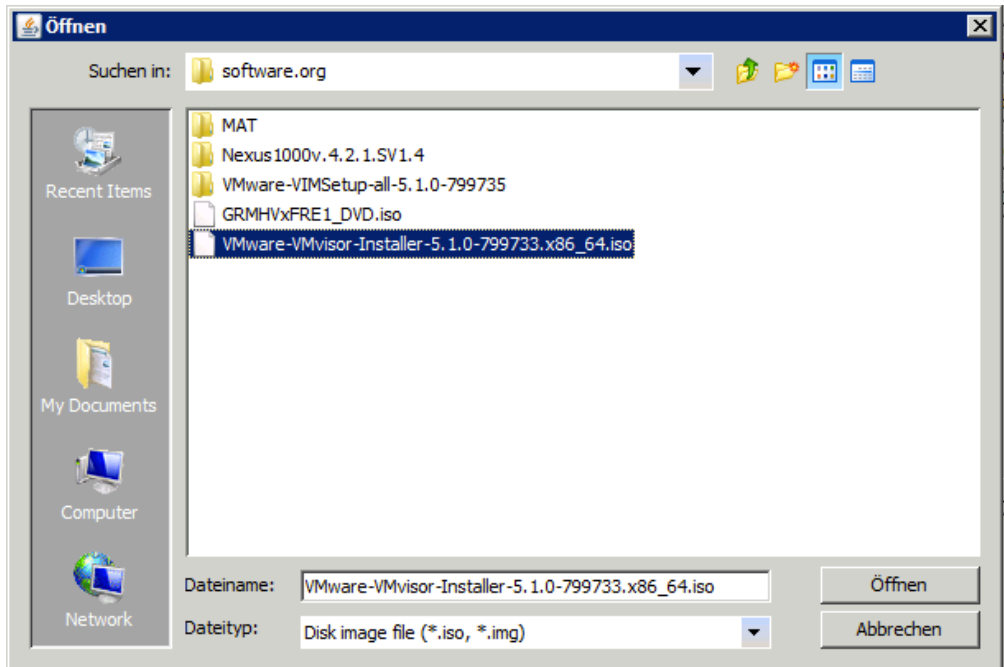 Öffnen
Suchen in: software.org
MAT
Nexus1000v.4.2.1.SV1.4
VMware-VIMSetup-all-5.1.0-799735
GRMHVxFRE1_DVD.iso
VMware-VMvisor-Installer-5.1.0-799733.x86_64.iso
Recent Items
Desktop
My Documents
Computer
Network
Dateiname: VMware-VMvisor-Installer-5.1.0-799733.x86_64.iso Öffnen
Dateityp: Disk image file (*.iso, *.img) Abbrechen